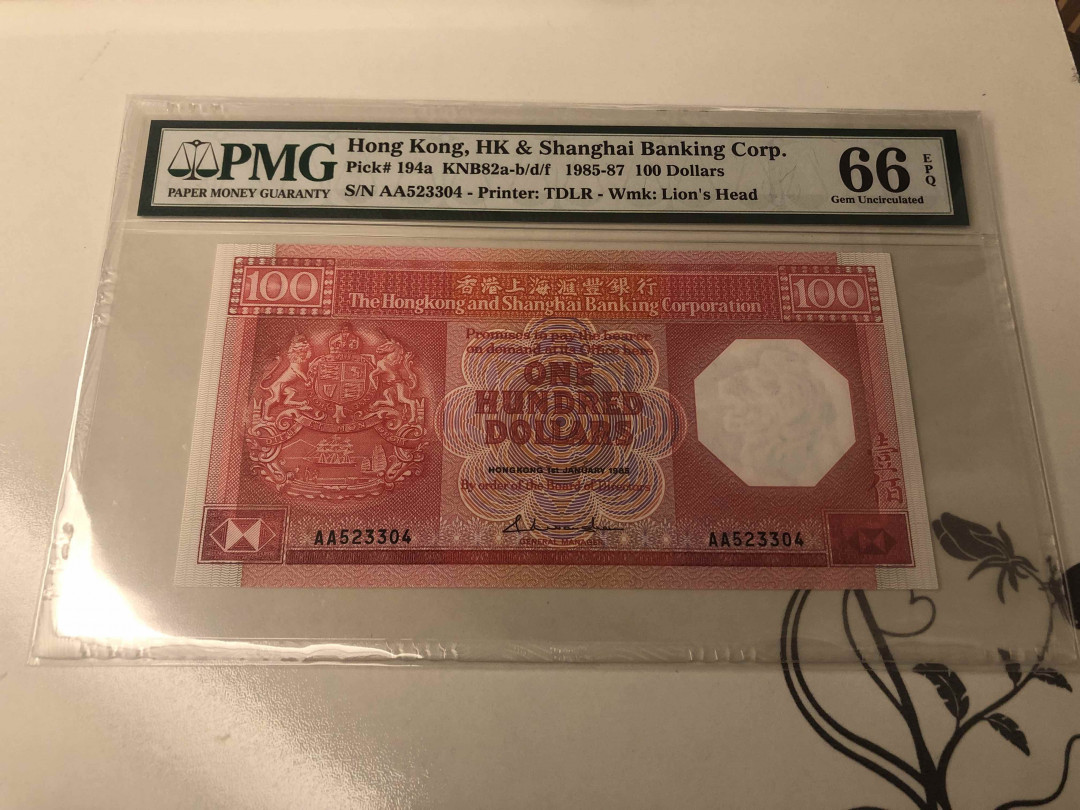 PMG
PAPER MONEY GUARANTY
Hong Kong, HK & Shanghai Banking Corp.
Pick# 194a KNB82a-b/d/f 1985-87 100 Dollars
S/N AA523304 - Printer: TDLR - Wmk: Lion's Head
66 EPQ
Gem Uncirculated
100
香港上海滙豐銀行
100
The Hongkong and Shanghai Banking Corporation
Promises to pay the bearer
on demand at its Office here
ONE
HUNDRED
DOLLARS
HONGKONG 1st JANUARY 1985
By order of the Board of Directors
GENERAL MANAGER
AA523304
AA523304